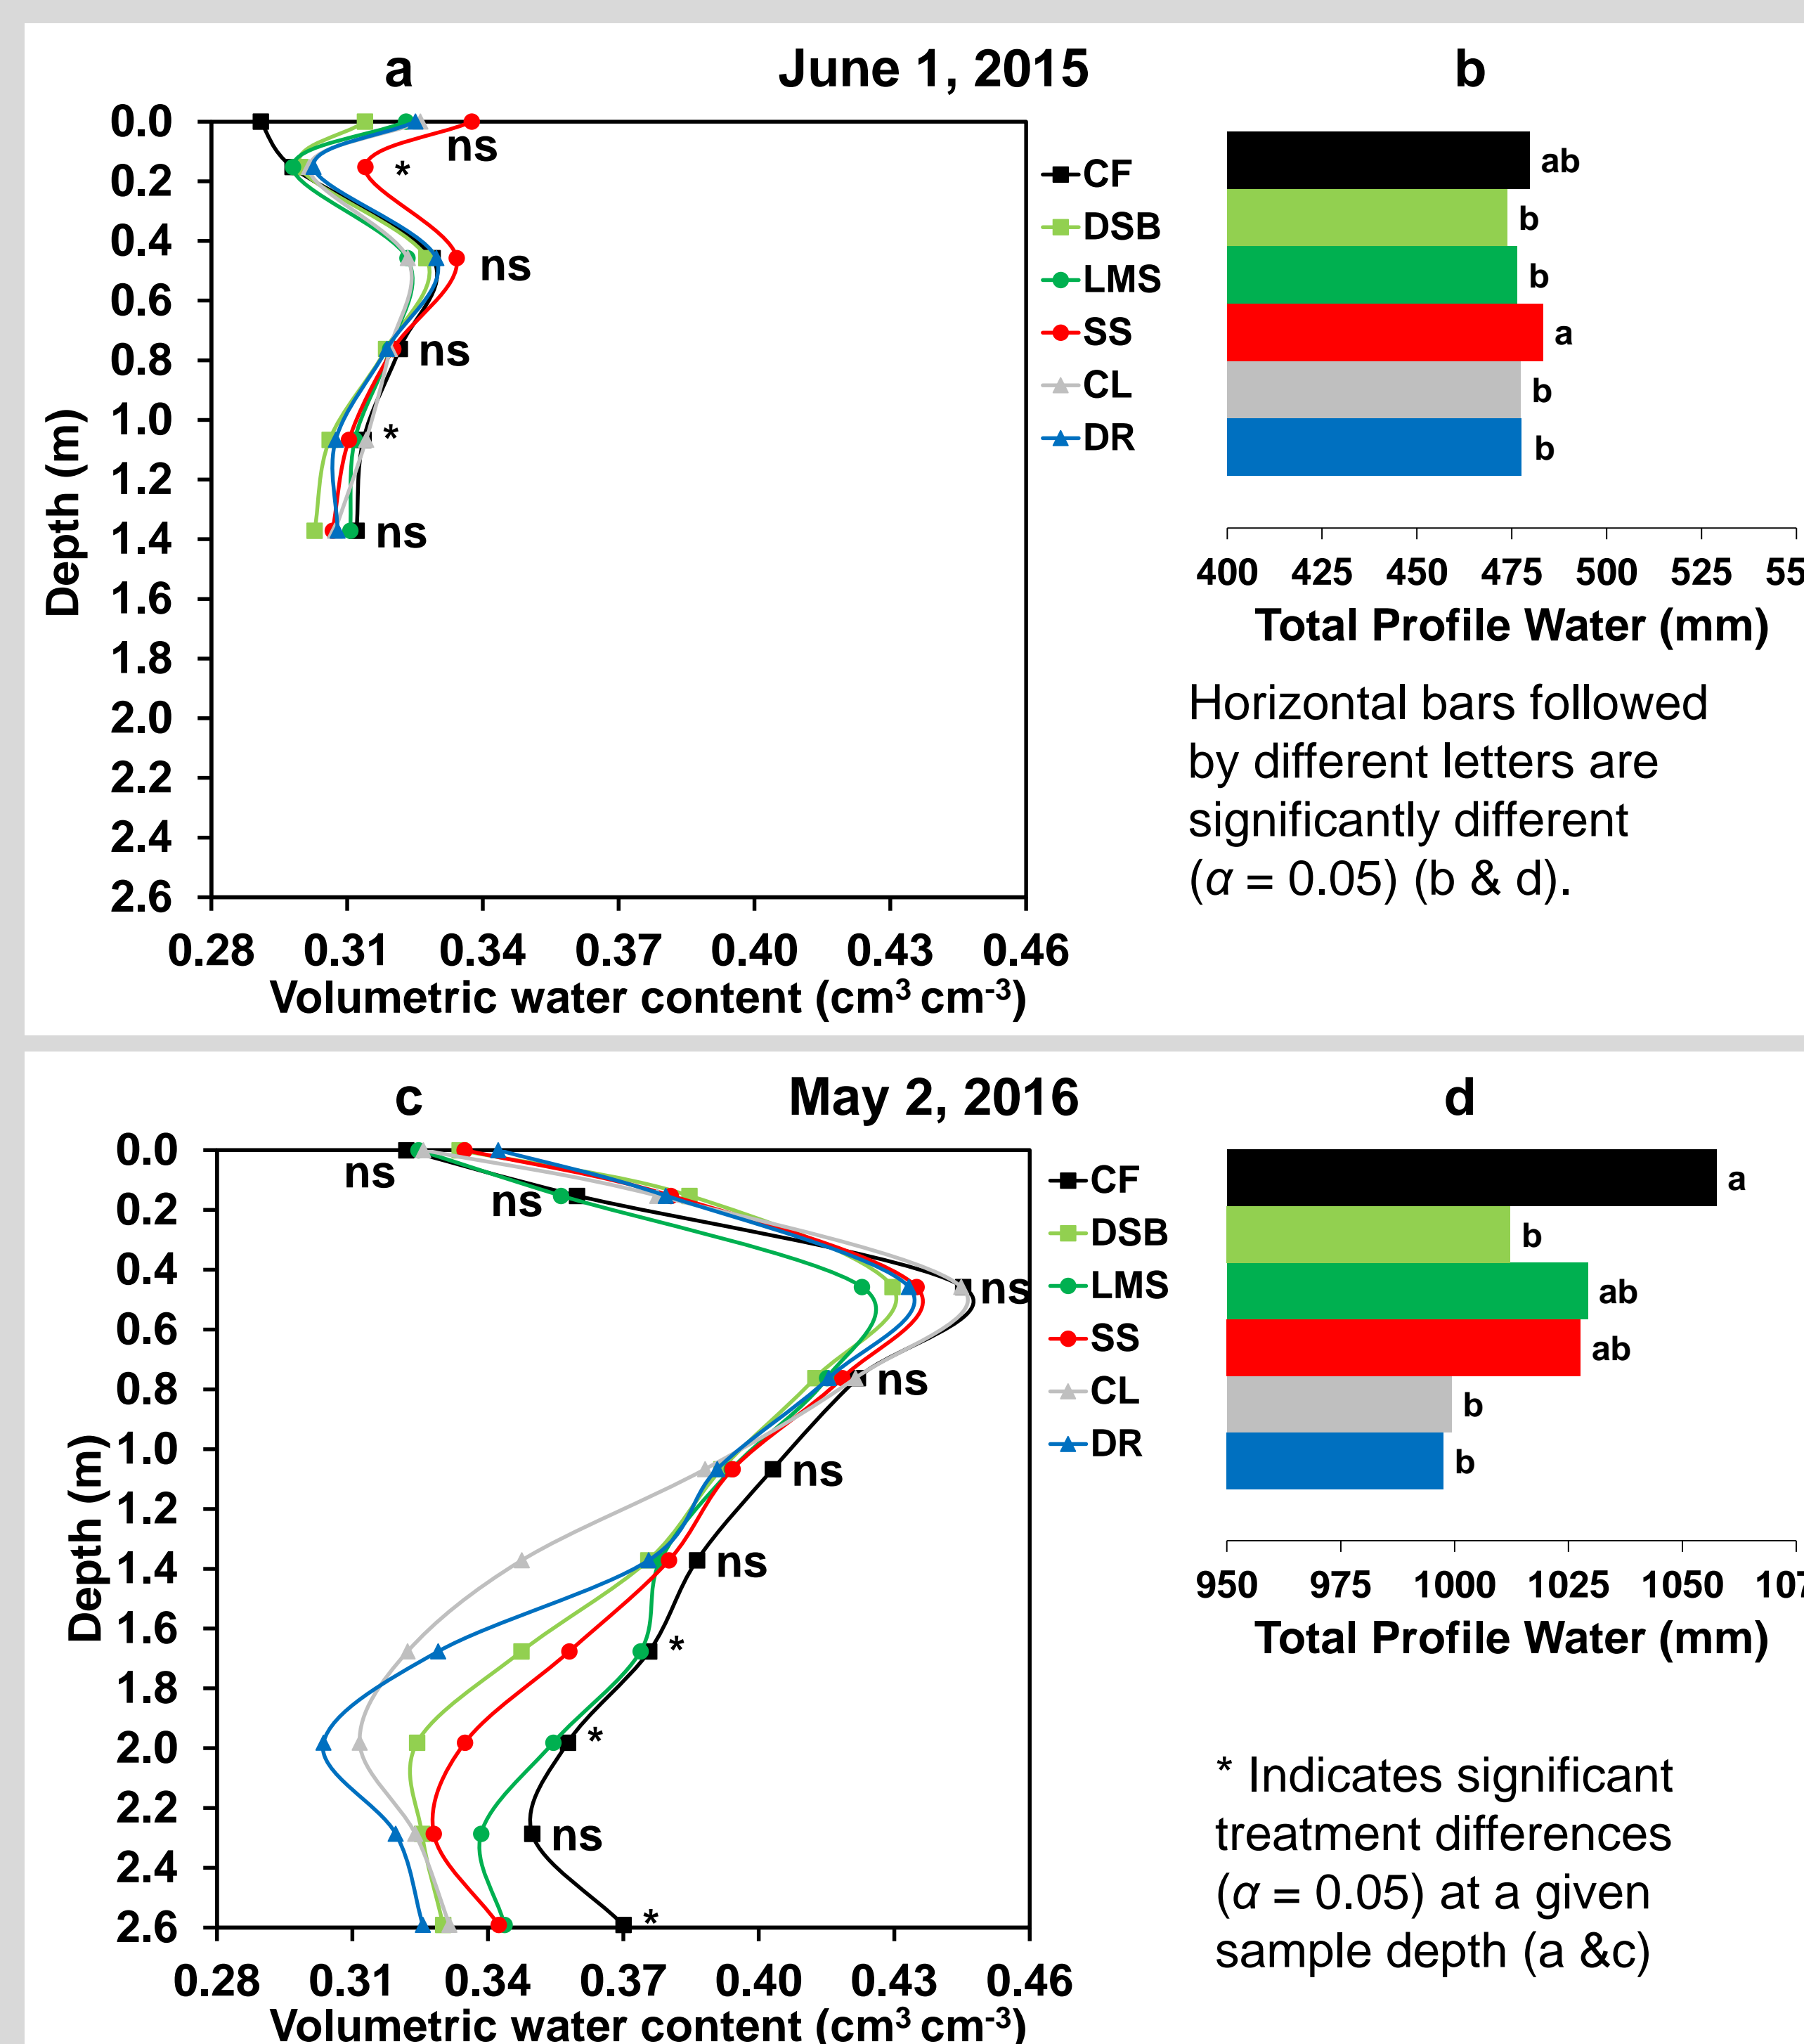 a
June 1, 2015
b
0.0
0.2
0.4
0.6
0.8
1.0
1.2
1.4
1.6
1.8
2.0
2.2
2.4
2.6
Depth (m)
ns
*
ns
ns
*
ns
0.28 0.31 0.34 0.37 0.40 0.43 0.46
Volumetric water content (cm³ cm⁻³)
CF
DSB
LMS
SS
CL
DR
ab
b
b
a
b
b
400 425 450 475 500 525 55
Total Profile Water (mm)
Horizontal bars followed
by different letters are
significantly different
(α = 0.05) (b & d).
c
May 2, 2016
d
0.0
0.2
0.4
0.6
0.8
1.0
1.2
1.4
1.6
1.8
2.0
2.2
2.4
2.6
Depth (m)
ns
ns
ns
ns
ns
ns
*
*
ns
*
0.28 0.31 0.34 0.37 0.40 0.43 0.46
Volumetric water content (cm³ cm⁻³)
CF
DSB
LMS
SS
CL
DR
a
b
ab
ab
b
b
950 975 1000 1025 1050 107
Total Profile Water (mm)
* Indicates significant
treatment differences
(α = 0.05) at a given
sample depth (a &c)